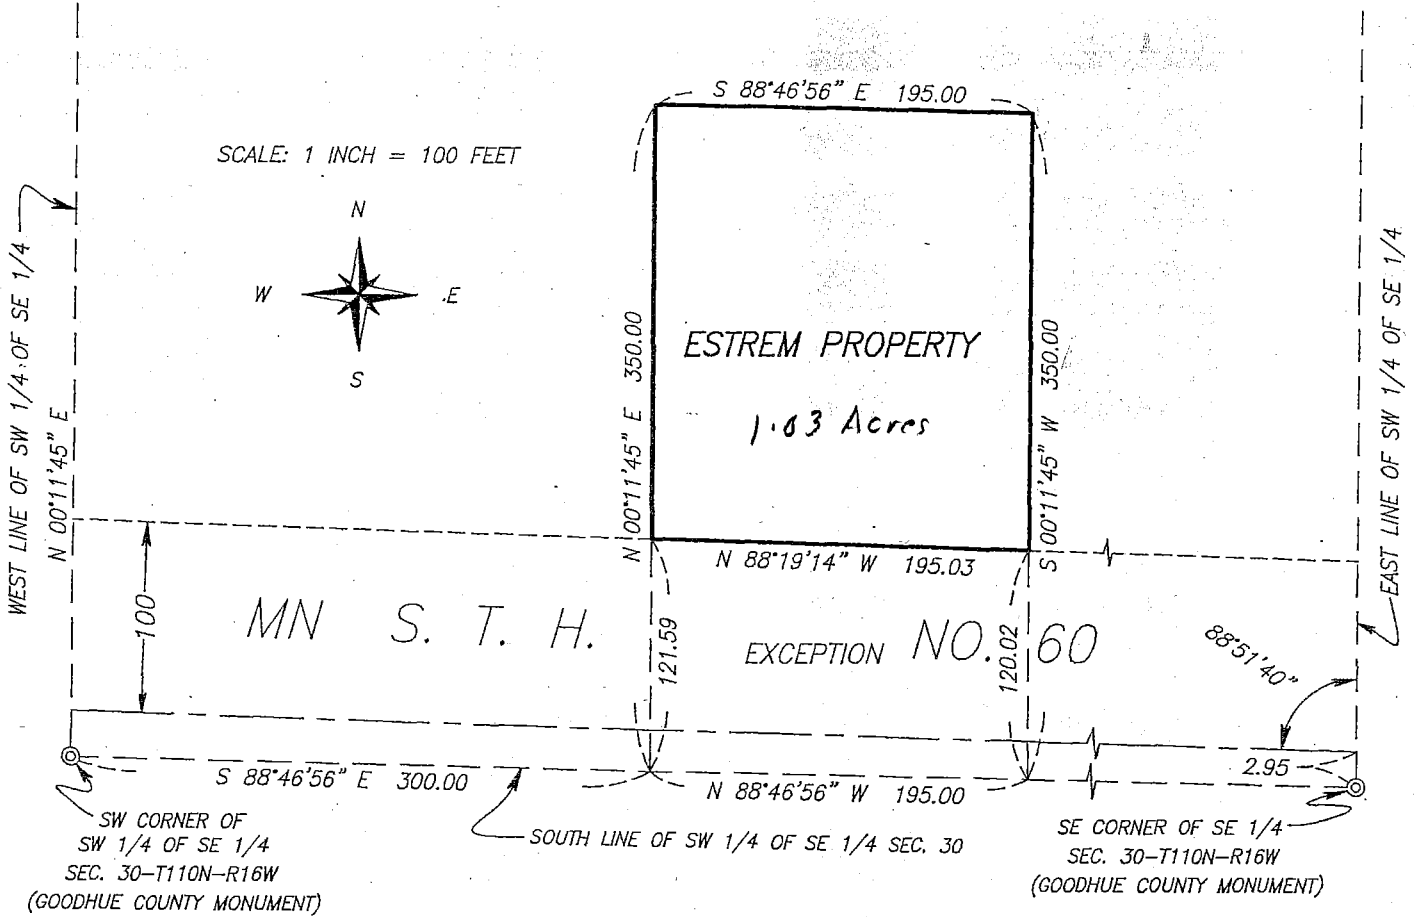 S 88°46'56" E 195.00
SCALE: 1 INCH = 100 FEET
N
W
E
S
WEST LINE OF SW 1/4 OF SE 1/4
N 00°11'45" E
N 00°11'45" E 350.00
ESTREM PROPERTY
1.03 Acres
S 00°11'45" W 350.00
EAST LINE OF SW 1/4 OF SE 1/4
N 88°19'14" W 195.03
100
MN S. T. H. NO. 60
EXCEPTION
121.59
120.02
88°51'40"
2.95
S 88°46'56" E 300.00
N 88°46'56" W 195.00
SOUTH LINE OF SW 1/4 OF SE 1/4 SEC. 30
SW CORNER OF
SW 1/4 OF SE 1/4
SEC. 30-T110N-R16W
(GOODHUE COUNTY MONUMENT)
SE CORNER OF SE 1/4
SEC. 30-T110N-R16W
(GOODHUE COUNTY MONUMENT)